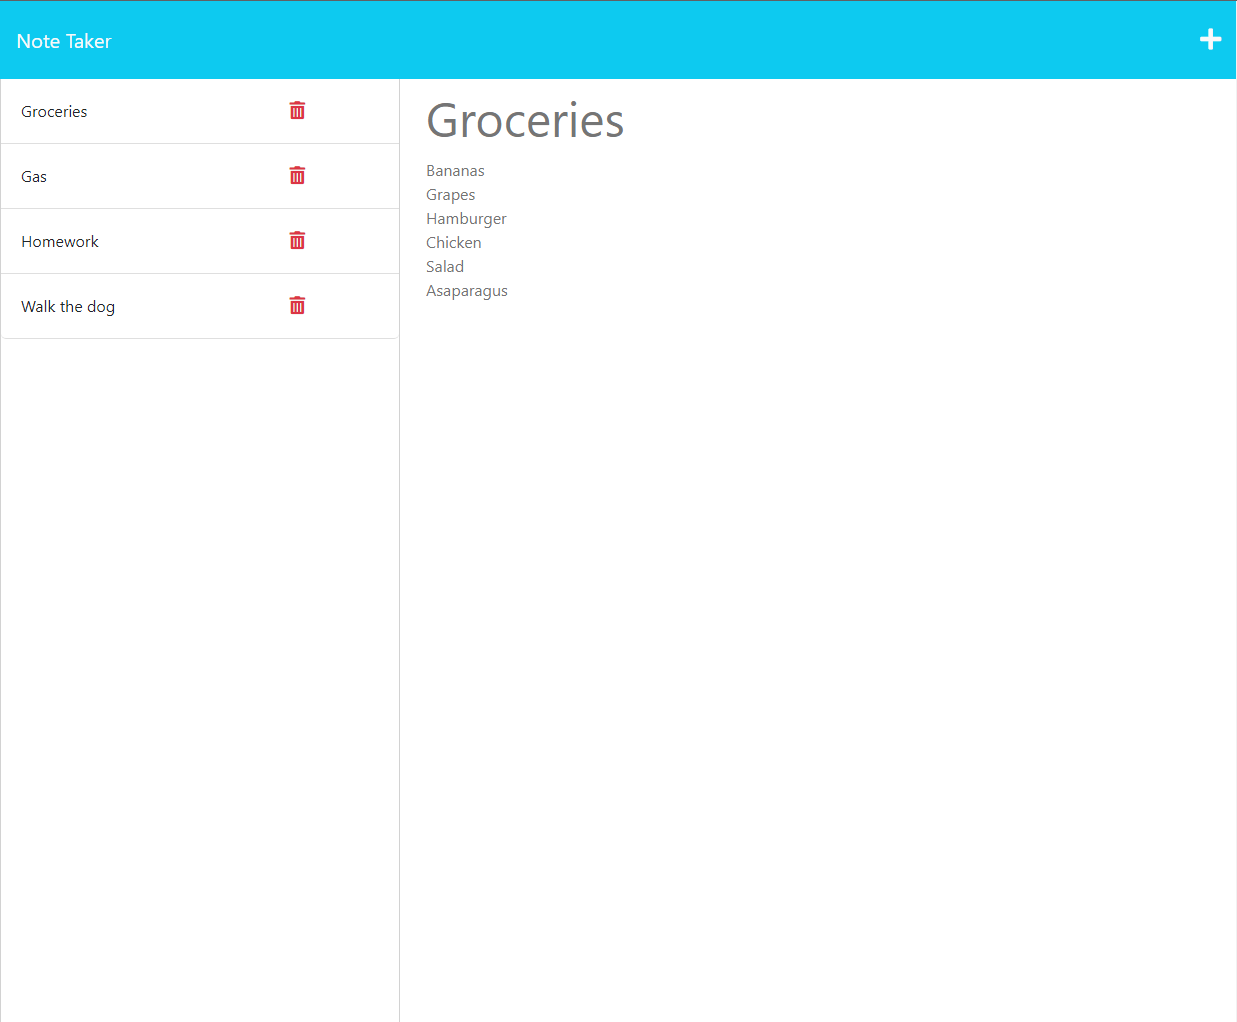 Note Taker
Groceries
Gas
Homework
Walk the dog
Groceries
Bananas
Grapes
Hamburger
Chicken
Salad
Asaparagus